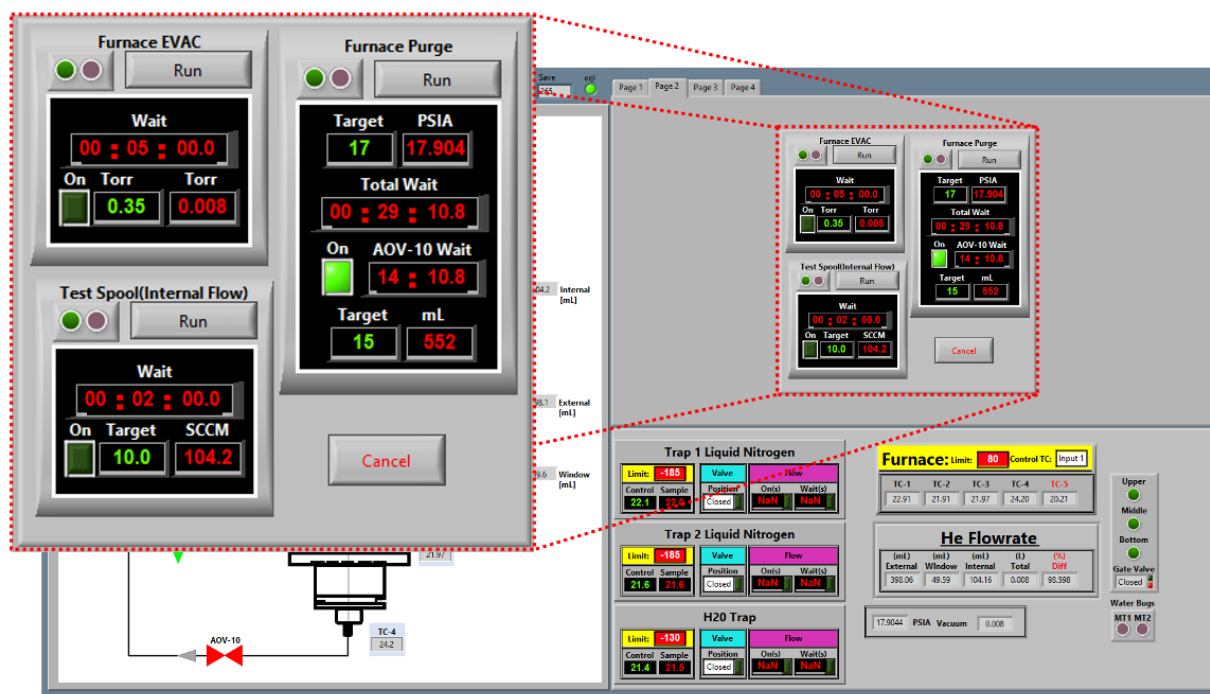 Furnace EVAC
Run
Wait
00 : 05 : 00.0
On Torr Torr
0.35 0.008
Furnace Purge
Run
Target PSIA
17 17.904
Total Wait
00 : 29 : 10.8
On AOV-10 Wait
14 : 10.8
Target mL
15 552
Test Spool(Internal Flow)
Run
Wait
00 : 02 : 00.0
On Target SCCM
10.0 104.2
Cancel
Save
Page 1 Page 2 Page 3 Page 4
Furnace EVAC
Run
Wait
00 : 05 : 00.0
On Torr Torr
0.35 0.008
Test Spool(Internal Flow)
Run
Wait
00 : 02 : 00.0
On Target SCCM
10.0 104.2
Furnace Purge
Run
Target PSIA
17 17.904
Total Wait
00 : 29 : 10.8
On AOV-10 Wait
14 : 10.8
Target mL
15 552
Cancel
Internal
[mL]
External
[mL]
Window
[mL]
21.97
TC-4
24.2
AOV-10
Trap 1 Liquid Nitrogen
Limit: -185 Valve Flow
Control Sample Position On(s) Wait(s)
22.1 Closed NaN NaN
Trap 2 Liquid Nitrogen
Limit: -185 Valve Flow
Control Sample Position On(s) Wait(s)
21.6 21.6 Closed NaN NaN
H20 Trap
Limit: -130 Valve Flow
Control Sample Position On(s) Wait(s)
21.4 21.5 Closed NaN NaN
Furnace: Limit: 80 Control TC: Input 1
TC-1 TC-2 TC-3 TC-4 TC-5
22.91 21.91 21.97 24.20 20.21
He Flowrate
(mL) (mL) (mL) (L) (%)
External Window Internal Total Diff
398.06 49.59 104.16 0.008 98.598
17.9044 PSIA Vacuum 0.008
Upper
Middle
Bottom
Gate Valve
Closed
Water Bugs
MT1 MT2